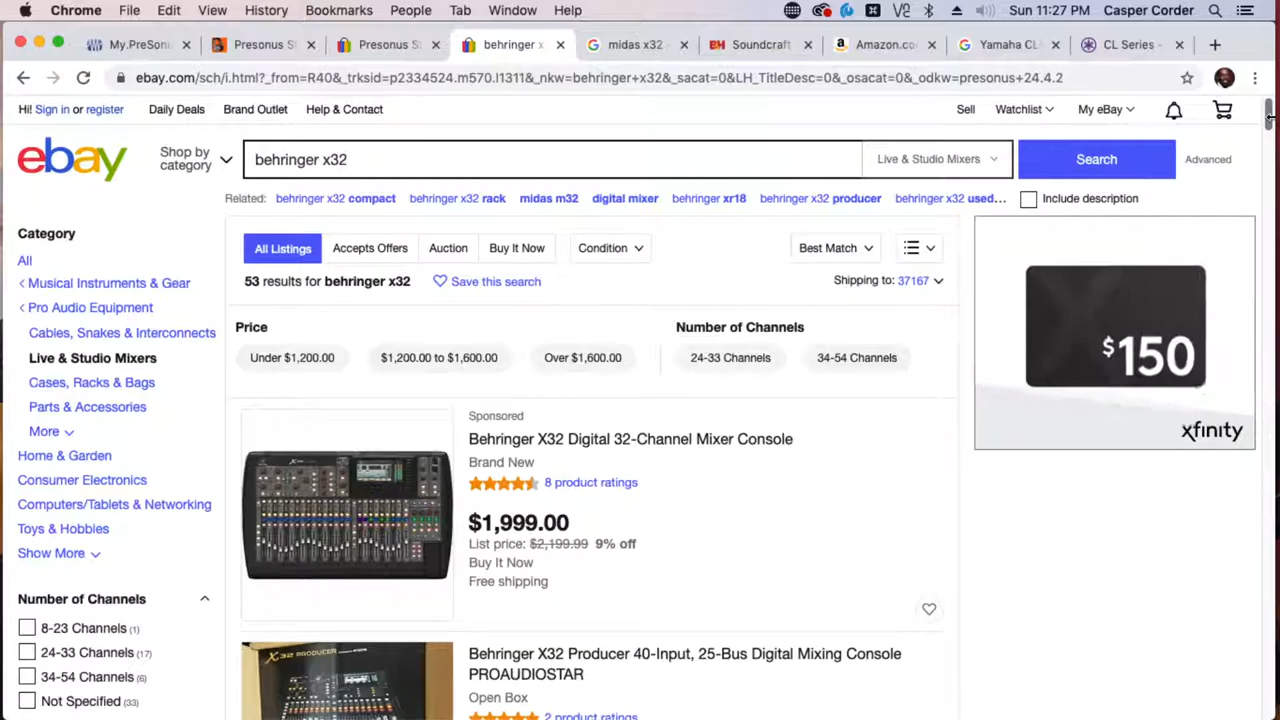 Chrome File Edit View History Bookmarks People Tab Window Help Sun 11:27 PM Casper Corder
My.PreSoni Presonus St Presonus S behringer x midas x32 - Soundcraft Amazon.co Yamaha CL CL Series -
ebay.com/sch/i.html?_from=R40&_trksid=p2334524.m570.l1311&_nkw=behringer+x32&_sacat=0&LH_TitleDesc=0&_osacat=0&_odkw=presonus+24.4.2
Hi! Sign in or register Daily Deals Brand Outlet Help & Contact Sell Watchlist My eBay
ebay
Shop by
category
behringer x32 Live & Studio Mixers Search Advanced
Related: behringer x32 compact behringer x32 rack midas m32 digital mixer behringer xr18 behringer x32 producer behringer x32 used... Include description
Category
All
Musical Instruments & Gear
Pro Audio Equipment
Cables, Snakes & Interconnects
Live & Studio Mixers
Cases, Racks & Bags
Parts & Accessories
More
Home & Garden
Consumer Electronics
Computers/Tablets & Networking
Toys & Hobbies
Show More
Number of Channels
8-23 Channels (1)
24-33 Channels (17)
34-54 Channels (6)
Not Specified (33)
All Listings Accepts Offers Auction Buy It Now Condition Best Match
53 results for behringer x32 Save this search Shipping to: 37167
Price Number of Channels
Under $1,200.00 $1,200.00 to $1,600.00 Over $1,600.00 24-33 Channels 34-54 Channels
Sponsored
Behringer X32 Digital 32-Channel Mixer Console
Brand New
8 product ratings
$1,999.00
List price: $2,199.99 9% off
Buy It Now
Free shipping
X32 PRODUCER
Behringer X32 Producer 40-Input, 25-Bus Digital Mixing Console
PROAUDIOSTAR
Open Box
2 product ratings
$150
xfinity